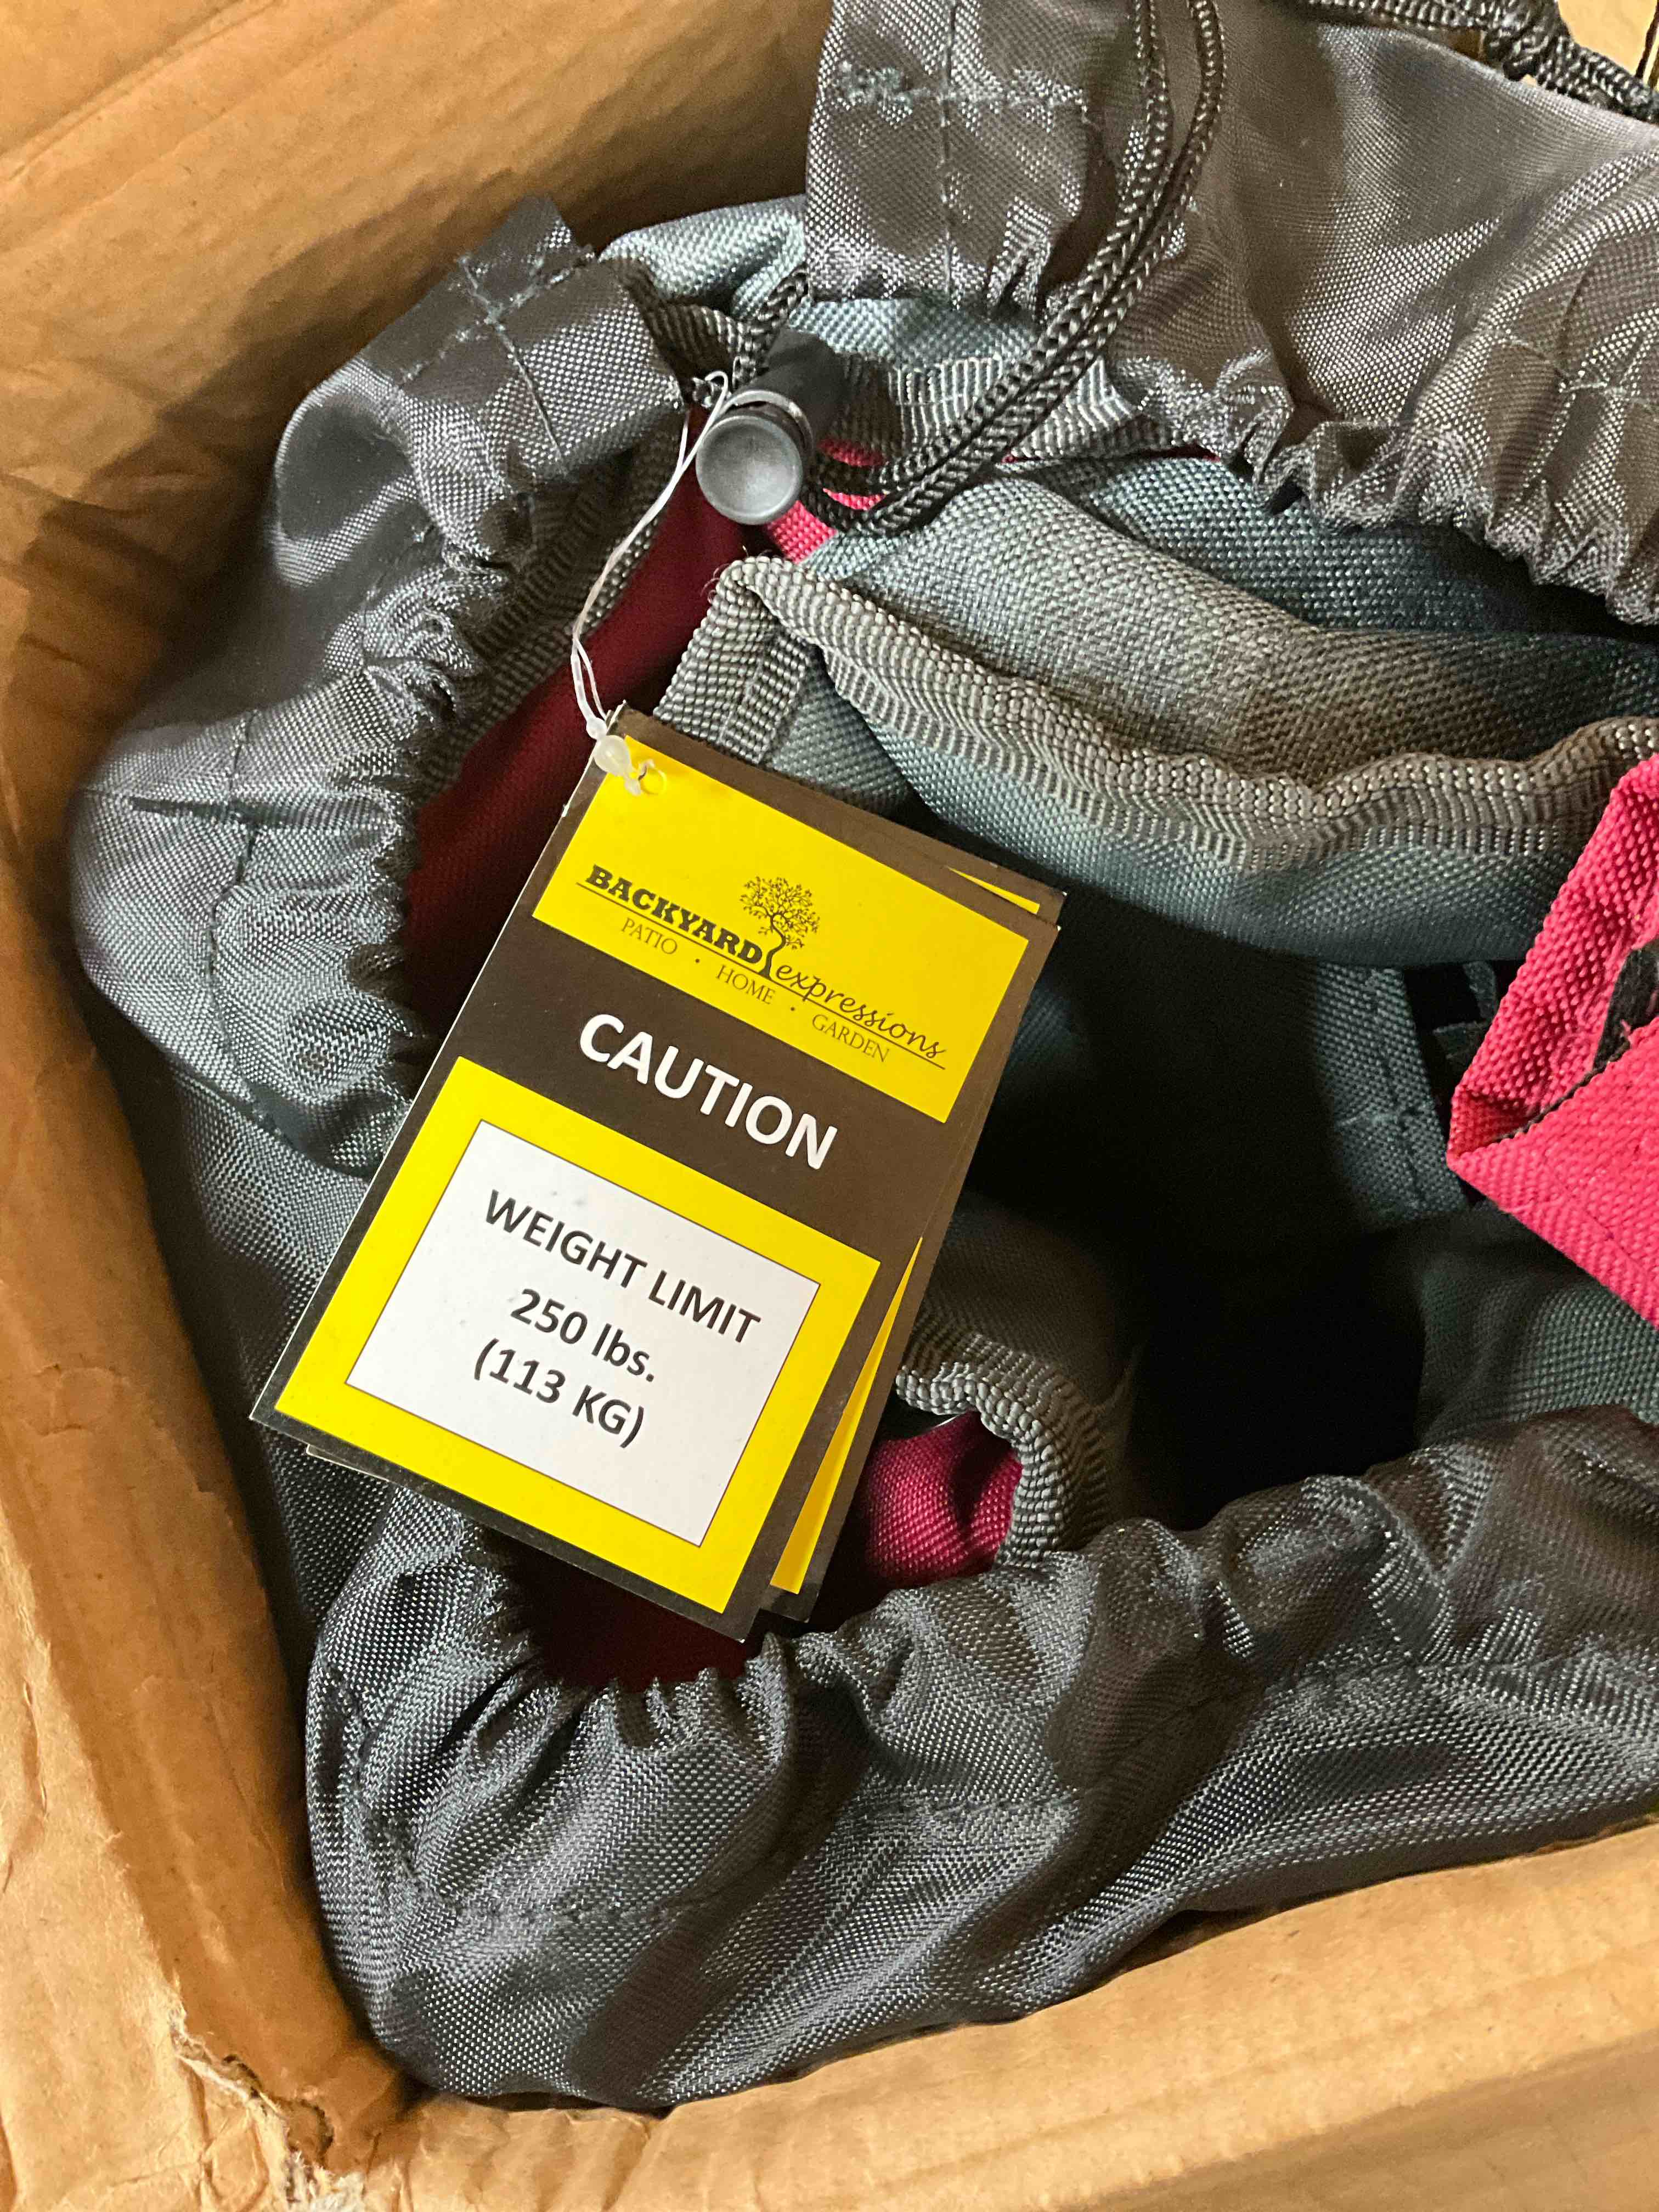 BACKYARD expressions
PATIO · HOME · GARDEN
CAUTION
WEIGHT LIMIT
250 lbs.
(113 KG)